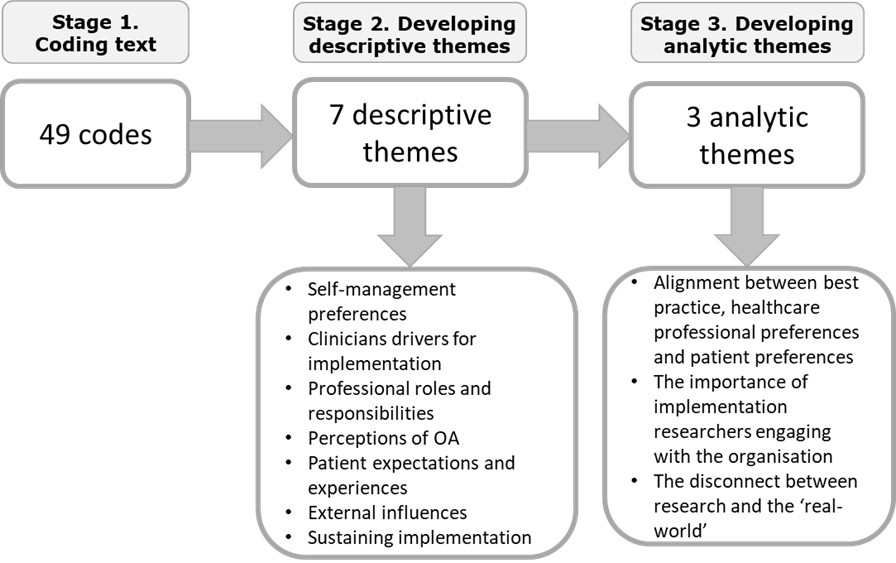 Stage 1.
Coding text
Stage 2. Developing
descriptive themes
Stage 3. Developing
analytic themes
49 codes
7 descriptive
themes
3 analytic
themes
• Self-management
preferences
• Clinicians drivers for
implementation
• Professional roles and
responsibilities
• Perceptions of OA
• Patient expectations and
experiences
• External influences
• Sustaining implementation
• Alignment between best
practice, healthcare
professional preferences
and patient preferences
• The importance of
implementation
researchers engaging
with the organisation
• The disconnect between
research and the ‘real-
world’